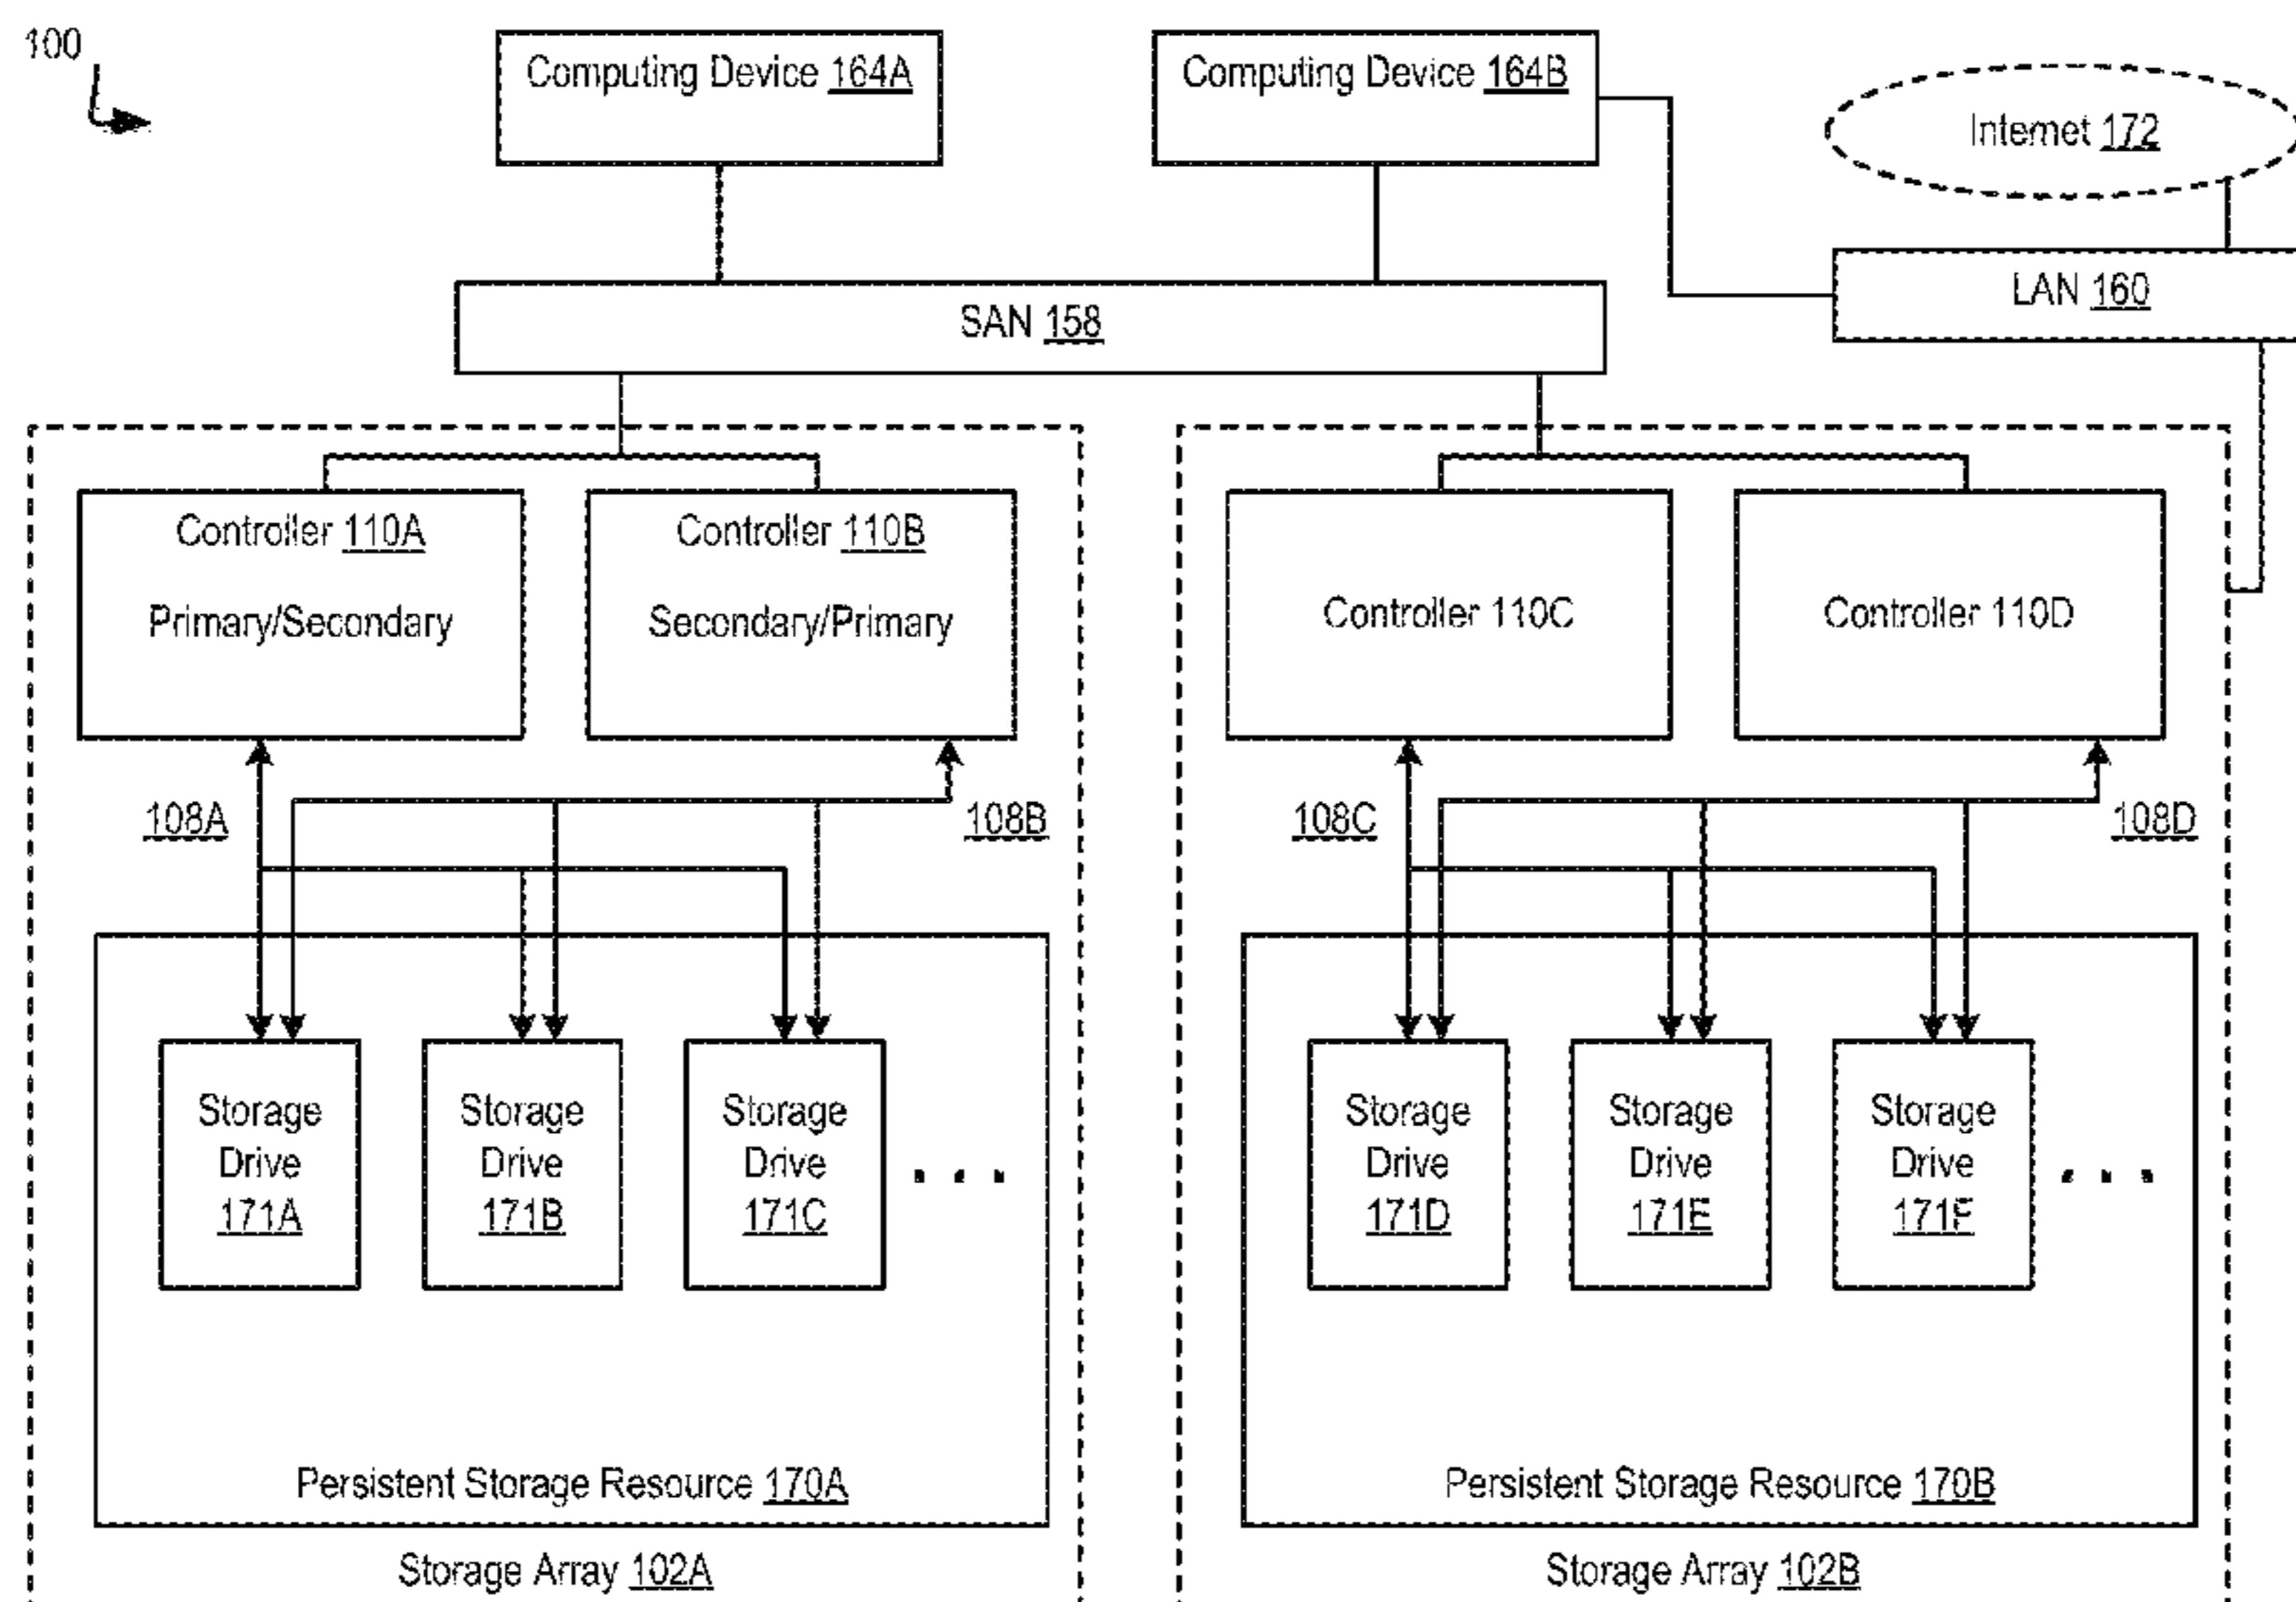 100
Computing Device 164A
Computing Device 164B
Internet 172
LAN 160
SAN 158
Controller 110A
Primary/Secondary
Controller 110B
Secondary/Primary
Controller 110C
Controller 110D
108A
108B
108C
108D
Storage
Drive
171A
Storage
Drive
171B
Storage
Drive
171C
. . .
Storage
Drive
171D
Storage
Drive
171E
Storage
Drive
171F
. . .
Persistent Storage Resource 170A
Persistent Storage Resource 170B
Storage Array 102A
Storage Array 102B